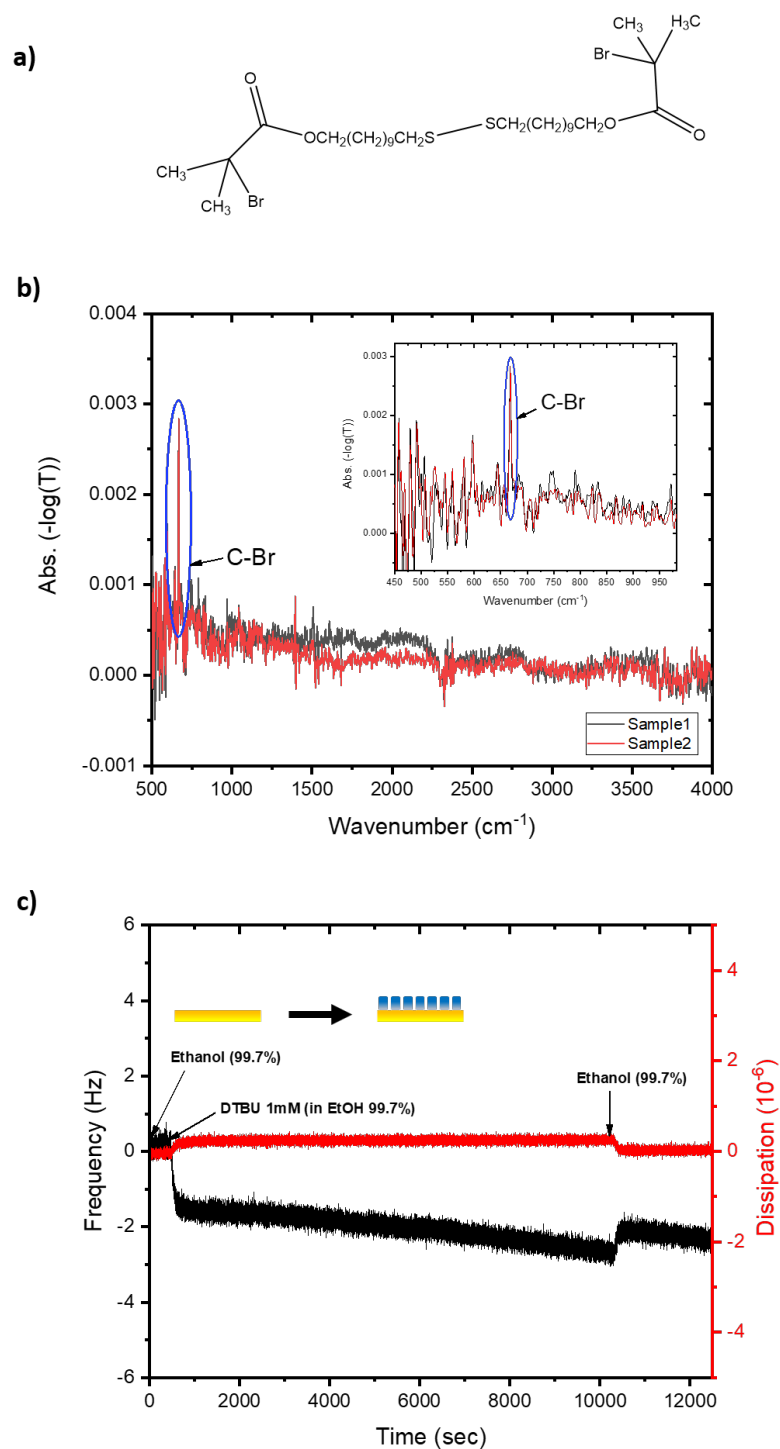 a)
CH₃
H₃C
Br
CH₃
O
O
OCH₂(CH₂)₉CH₂S
SCH₂(CH₂)₉CH₂O
CH₃
CH₃
Br
b)
0.004
0.003
0.002
0.001
0.000
-0.001
Abs. (-log(T))
C-Br
500
1000
1500
2000
2500
3000
3500
4000
Wavenumber (cm⁻¹)
Sample1
Sample2
0.003
0.002
0.001
0.000
Abs. (-log(T))
C-Br
450
500
550
600
650
700
750
800
850
900
950
Wavenumber (cm⁻¹)
c)
6
4
2
0
-2
-4
-6
Frequency (Hz)
Ethanol (99.7%)
DTBU 1mM (in EtOH 99.7%)
Ethanol (99.7%)
4
2
0
-2
-4
Dissipation (10⁻⁶)
0
2000
4000
6000
8000
10000
12000
Time (sec)